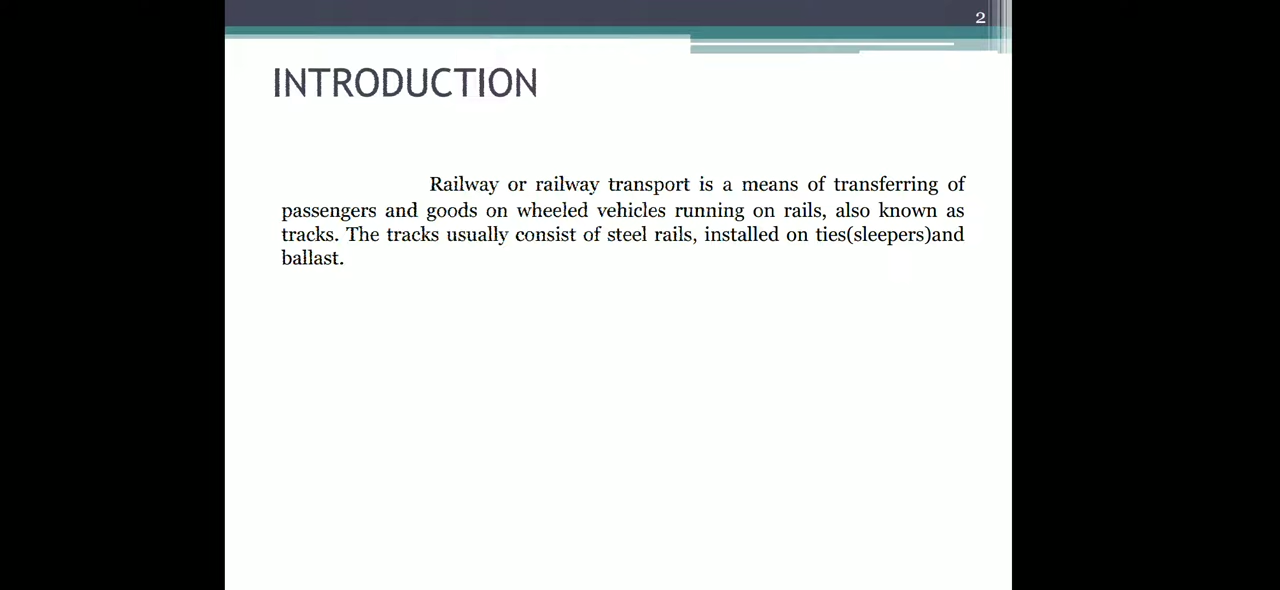 2
INTRODUCTION
Railway or railway transport is a means of transferring of
passengers and goods on wheeled vehicles running on rails, also known as
tracks. The tracks usually consist of steel rails, installed on ties(sleepers)and
ballast.